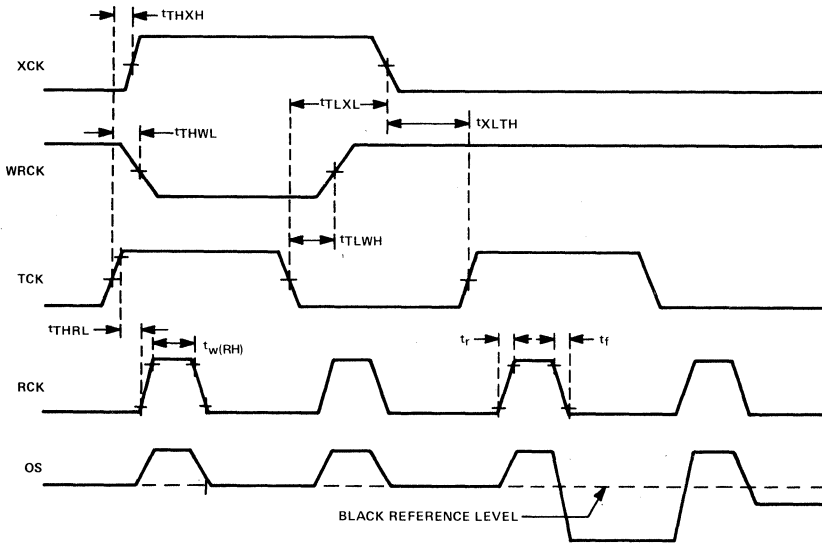 tTHXH
XCK
tTLXL
tXLTH
tTHWL
WRCK
tTLWH
TCK
tTHRL
tw(RH)
tr
tf
RCK
OS
BLACK REFERENCE LEVEL